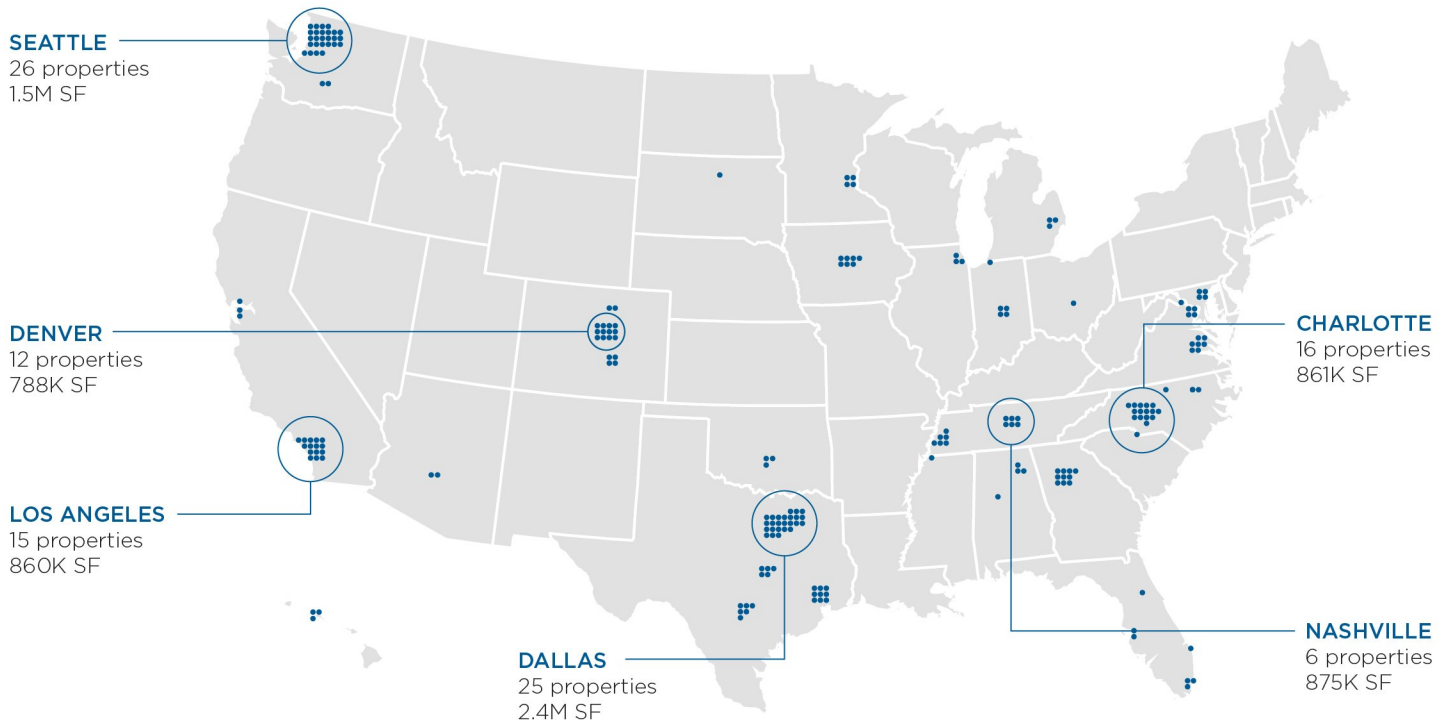 SEATTLE
26 properties
1.5M SF
DENVER
12 properties
788K SF
LOS ANGELES
15 properties
860K SF
DALLAS
25 properties
2.4M SF
CHARLOTTE
16 properties
861K SF
NASHVILLE
6 properties
875K SF